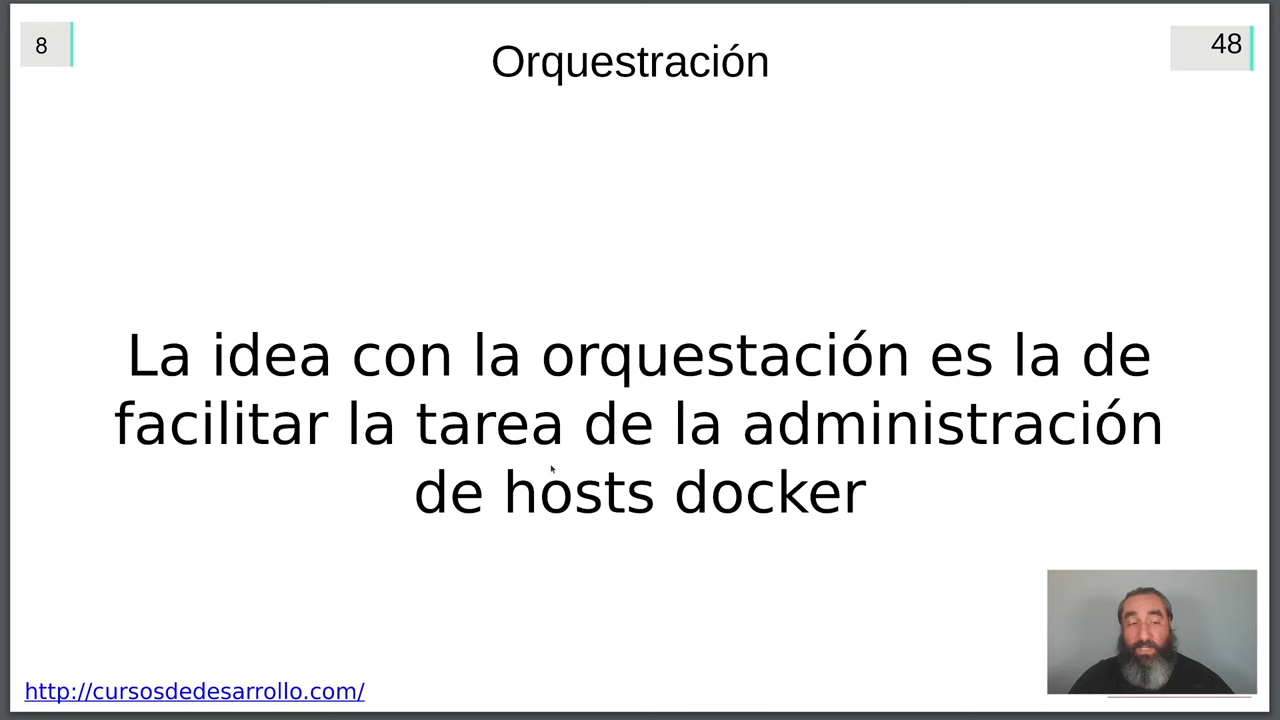 8
Orquestración
48
La idea con la orquestación es la de
facilitar la tarea de la administración
de hosts docker
http://cursosdedesarrollo.com/